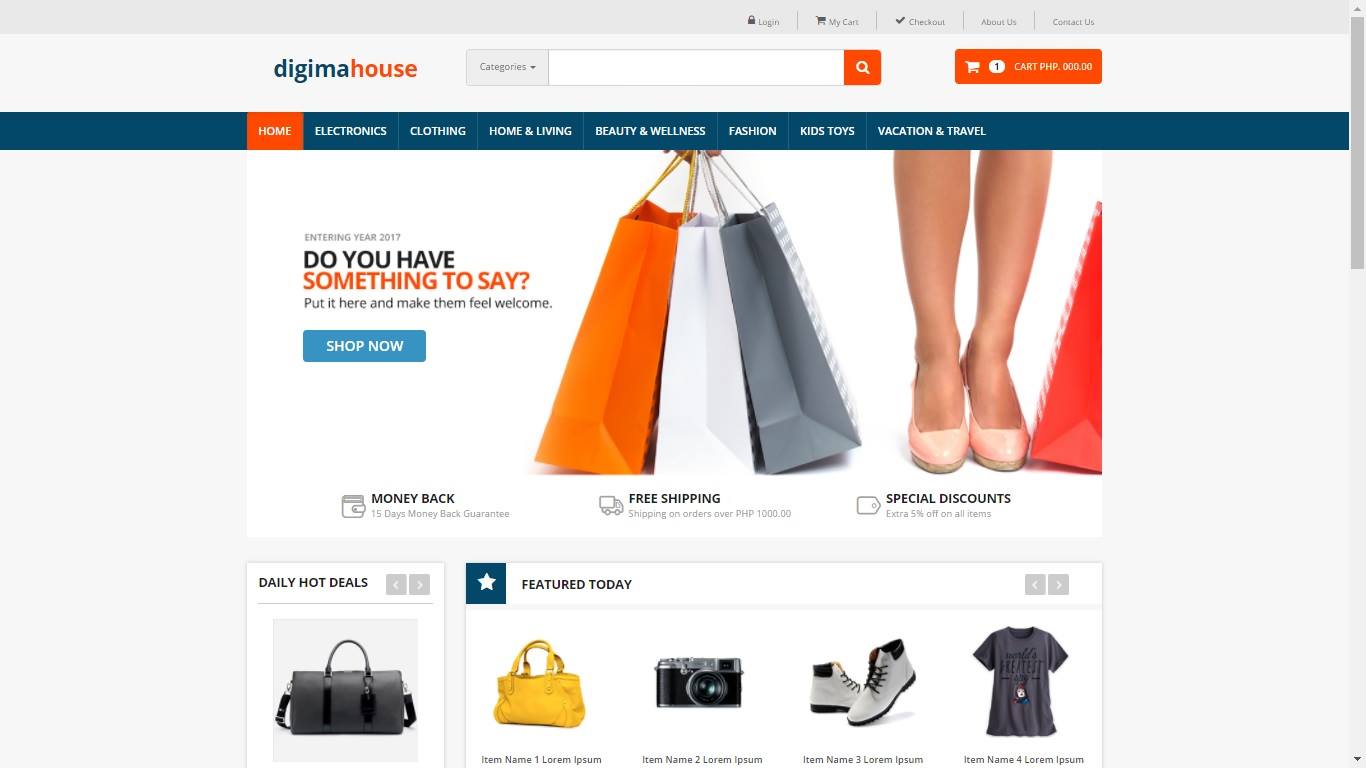 Login
My Cart
Checkout
About Us
Contact Us
digimahouse
Categories
1
CART PHP. 000.00
HOME
ELECTRONICS
CLOTHING
HOME & LIVING
BEAUTY & WELLNESS
FASHION
KIDS TOYS
VACATION & TRAVEL
ENTERING YEAR 2017
DO YOU HAVE
SOMETHING TO SAY?
Put it here and make them feel welcome.
SHOP NOW
MONEY BACK
15 Days Money Back Guarantee
FREE SHIPPING
Shipping on orders over PHP 1000.00
SPECIAL DISCOUNTS
Extra 5% off on all items
DAILY HOT DEALS
FEATURED TODAY
world's
GREATEST
Item Name 1 Lorem Ipsum
Item Name 2 Lorem Ipsum
Item Name 3 Lorem Ipsum
Item Name 4 Lorem Ipsum